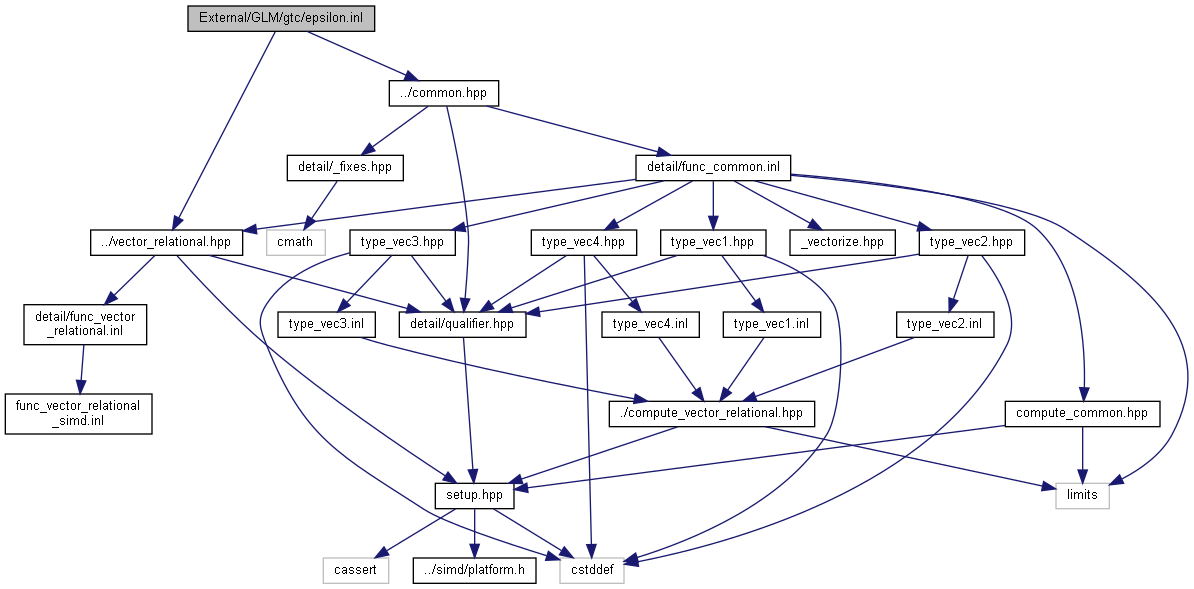 External/GLM/gtc/epsilon.inl
../common.hpp
detail/_fixes.hpp
detail/func_common.inl
../vector_relational.hpp
cmath
type_vec3.hpp
type_vec4.hpp
type_vec1.hpp
_vectorize.hpp
type_vec2.hpp
detail/func_vector
_relational.inl
type_vec3.inl
detail/qualifier.hpp
type_vec4.inl
type_vec1.inl
type_vec2.inl
func_vector_relational
_simd.inl
./compute_vector_relational.hpp
compute_common.hpp
setup.hpp
limits
cassert
../simd/platform.h
cstddef